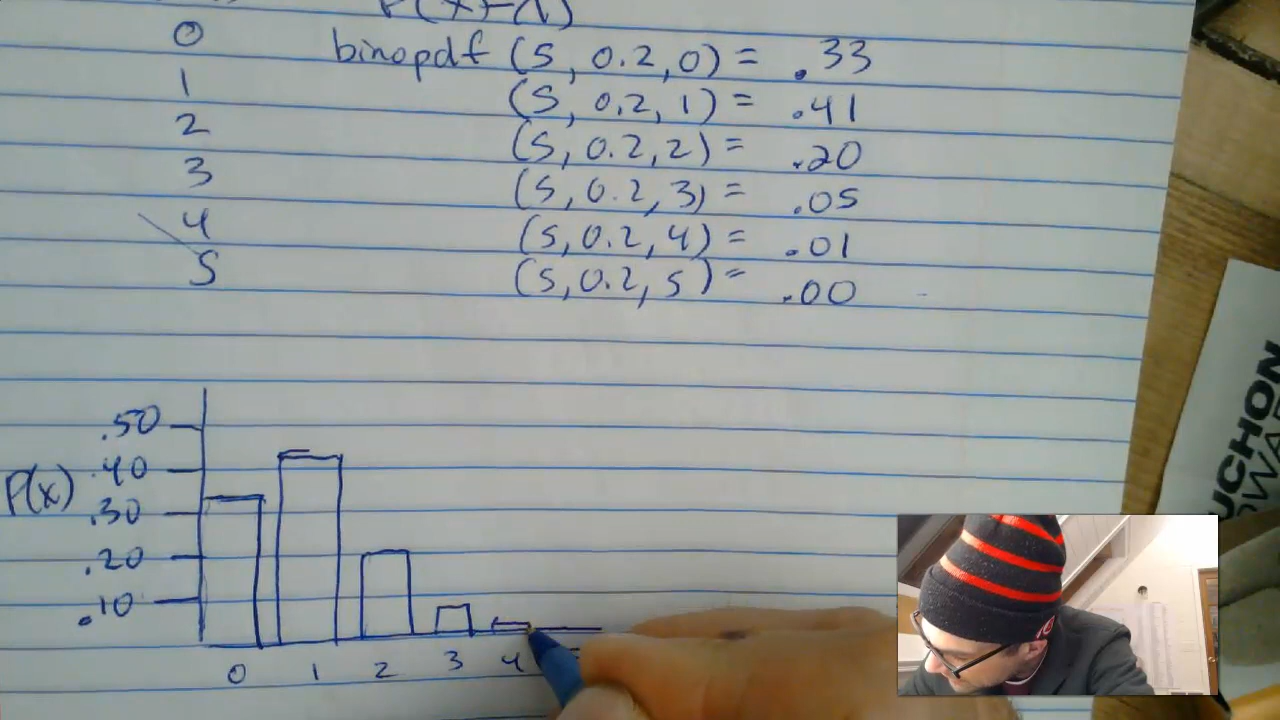 P(x)
0 binopdf (5, 0.2, 0) = .33
1 (5, 0.2, 1) = .41
2 (5, 0.2, 2) = .20
3 (5, 0.2, 3) = .05
4 (5, 0.2, 4) = .01
5 (5, 0.2, 5) = .00
.50
P(x) .40
.30
.20
.10
0 1 2 3 4
UCHON